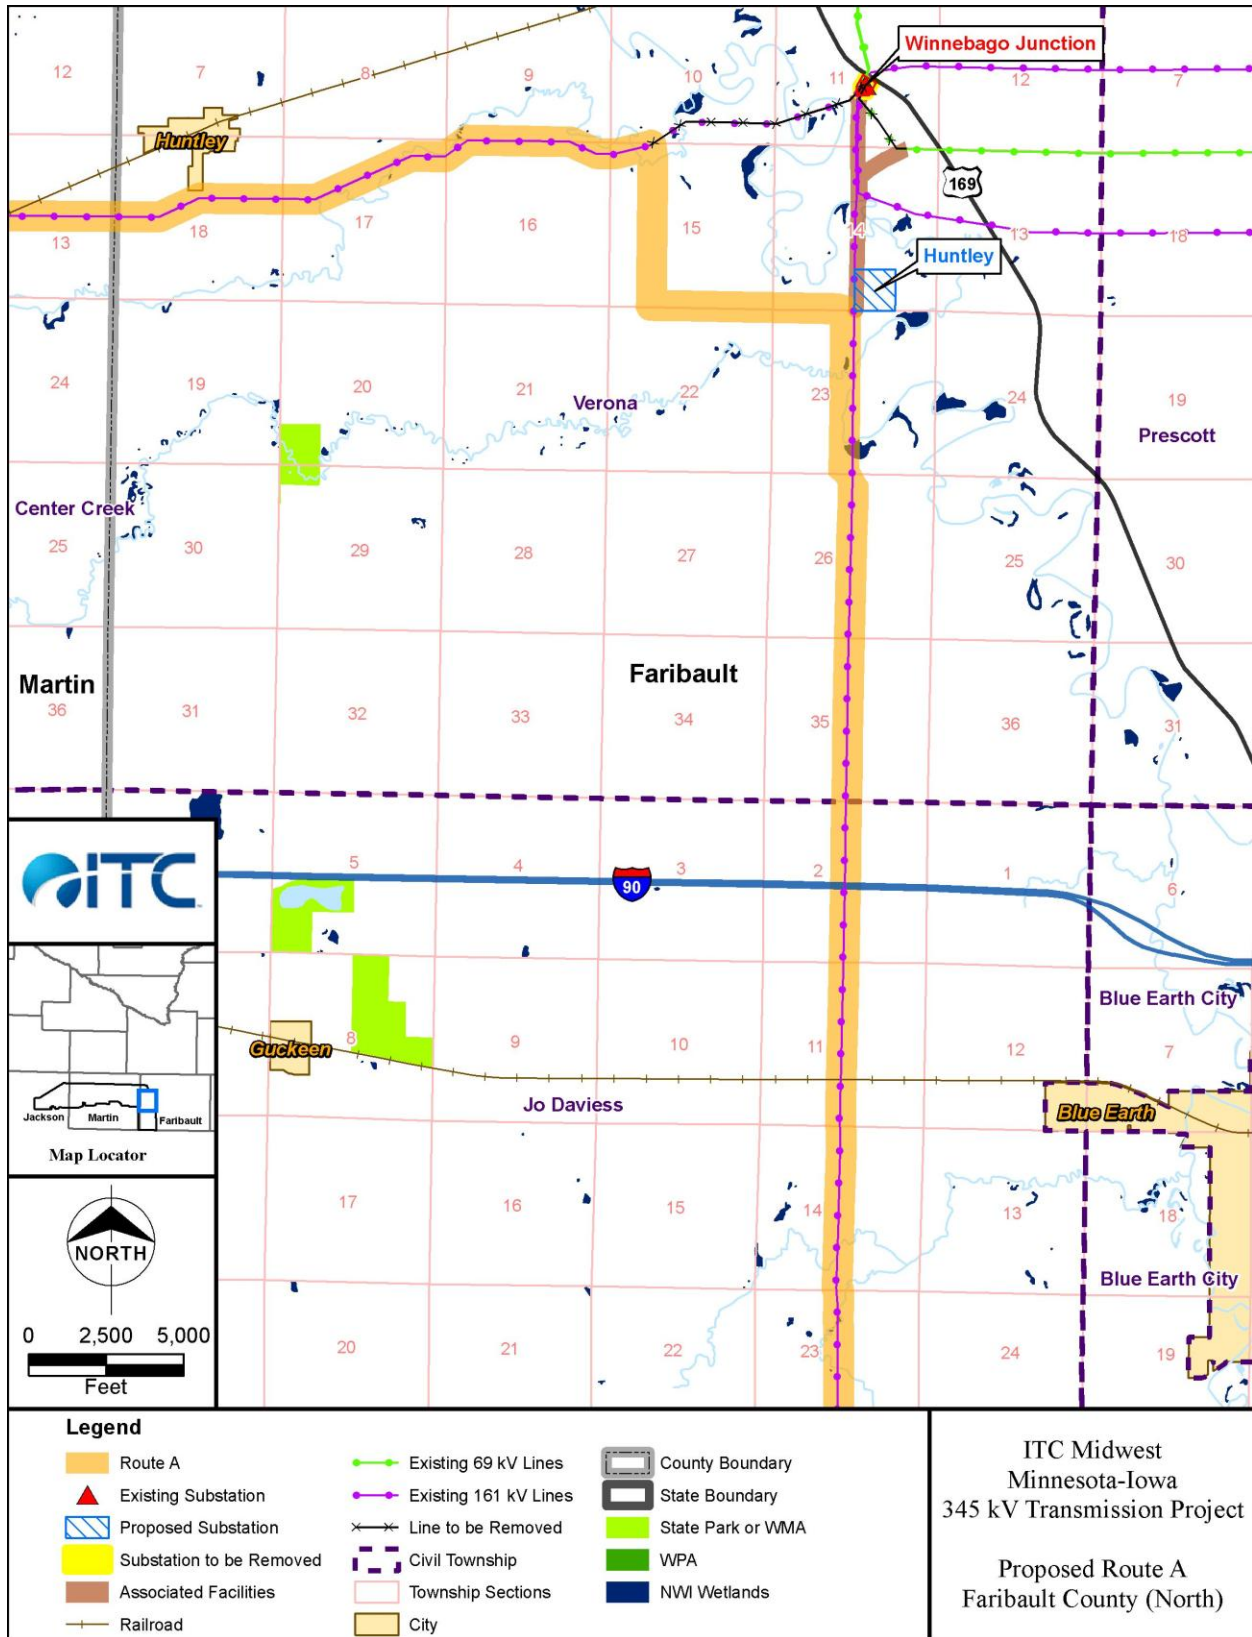 12
7
8
9
10
11
Winnebago Junction
12
7
Huntley
169
13
18
17
16
15
14
13
18
Huntley
24
19
20
21
22
23
24
19
Verona
Prescott
Center Creek
25
30
29
28
27
26
25
30
Martin
Faribault
36
31
32
33
34
35
36
31
5
4
3
2
1
6
90
ITC
Blue Earth City
Guckeen
8
9
10
11
12
7
Jo Daviess
Blue Earth
Jackson
Martin
Faribault
Map Locator
17
16
15
14
13
18
NORTH
Blue Earth City
0 2,500 5,000
Feet
20
21
22
23
24
19
Legend
Route A
Existing Substation
Proposed Substation
Substation to be Removed
Associated Facilities
Railroad
Existing 69 kV Lines
Existing 161 kV Lines
Line to be Removed
Civil Township
Township Sections
City
County Boundary
State Boundary
State Park or WMA
WPA
NWI Wetlands
ITC Midwest
Minnesota-Iowa
345 kV Transmission Project
Proposed Route A
Faribault County (North)